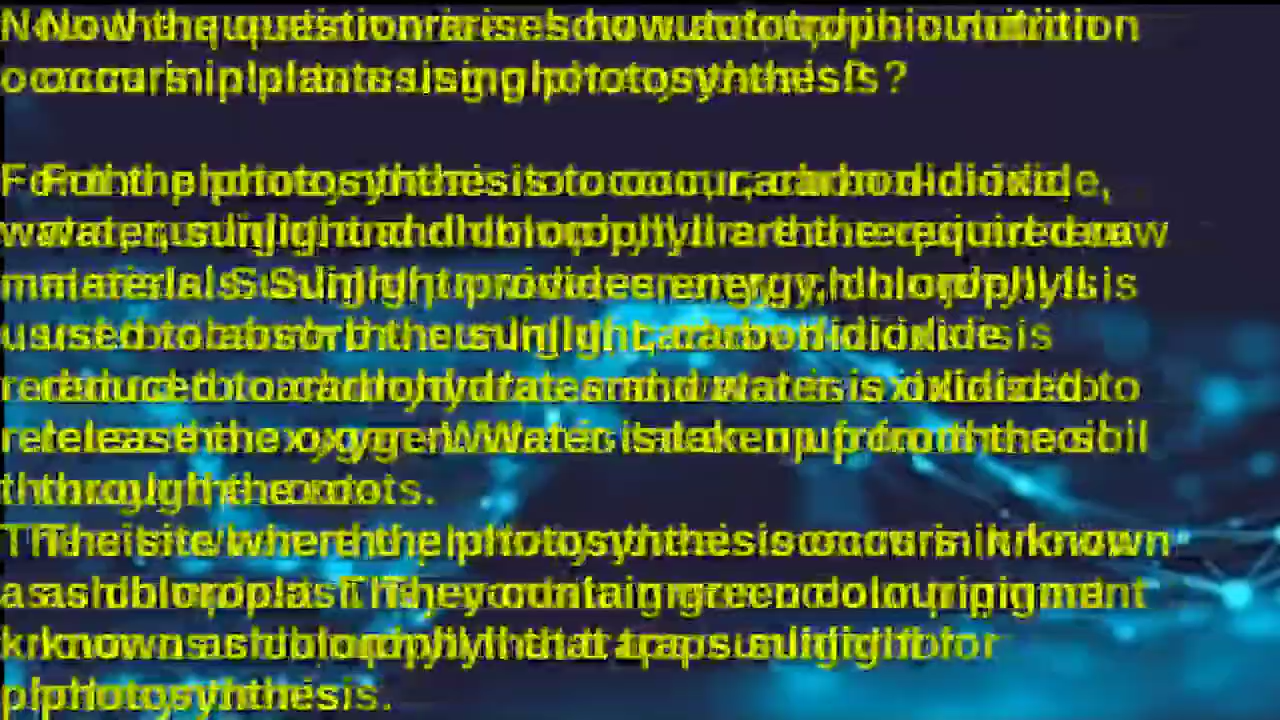 Now the question arises how autotrophic nutrition
occurs in plants using photosynthesis?
For the photosynthesis to occur, carbon-dioxide,
water, sunlight and chlorophyll are the required raw
materials. Sunlight provides energy, chlorophyll is
used to absorb the sunlight, carbon dioxide is
reduced to carbohydrates and water is oxidized to
release the oxygen. Water is taken up from the soil
through the roots.
The site where the photosynthesis occurs in known
as chloroplast. They contain green colour pigment
known as chlorophyll that traps sunlight for
photosynthesis.